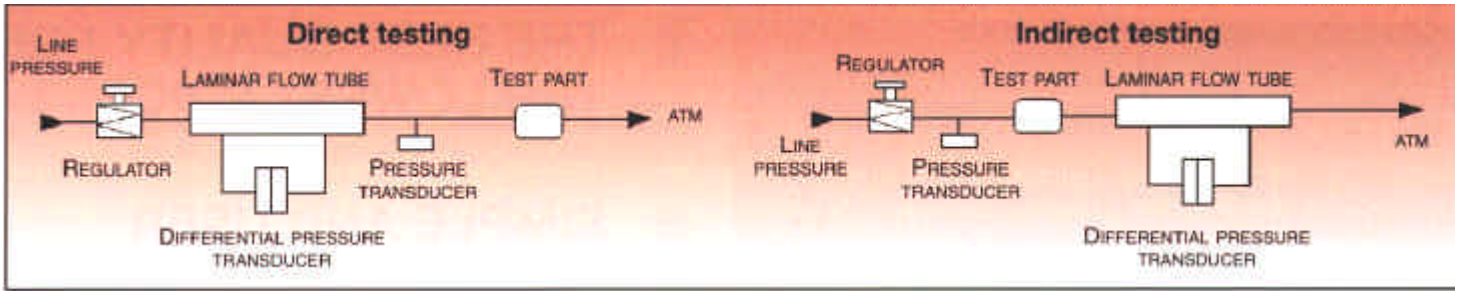 Direct testing
LINE
PRESSURE
LAMINAR FLOW TUBE
TEST PART
ATM
REGULATOR
PRESSURE
TRANSDUCER
DIFFERENTIAL PRESSURE
TRANSDUCER
Indirect testing
REGULATOR
TEST PART
LAMINAR FLOW TUBE
LINE
PRESSURE
PRESSURE
TRANSDUCER
ATM
DIFFERENTIAL PRESSURE
TRANSDUCER